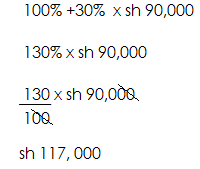 100% +30% x sh 90,000
130% x sh 90,000
130 x sh 90,000
100
sh 117, 000